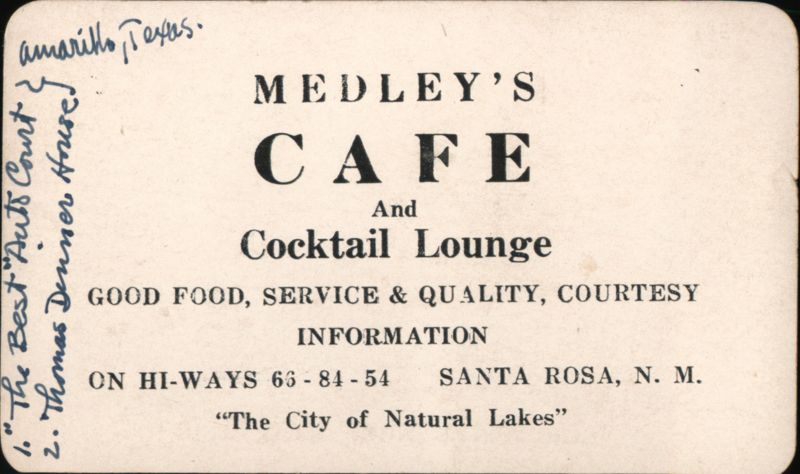 MEDLEY'S
CAFE
And
Cocktail Lounge
GOOD FOOD, SERVICE & QUALITY, COURTESY
INFORMATION
ON HI-WAYS 66 - 84 - 54 SANTA ROSA, N. M.
"The City of Natural Lakes"
1. "The Best" Auto Court
2. Thomas Dinner House
Amarillo, Texas.